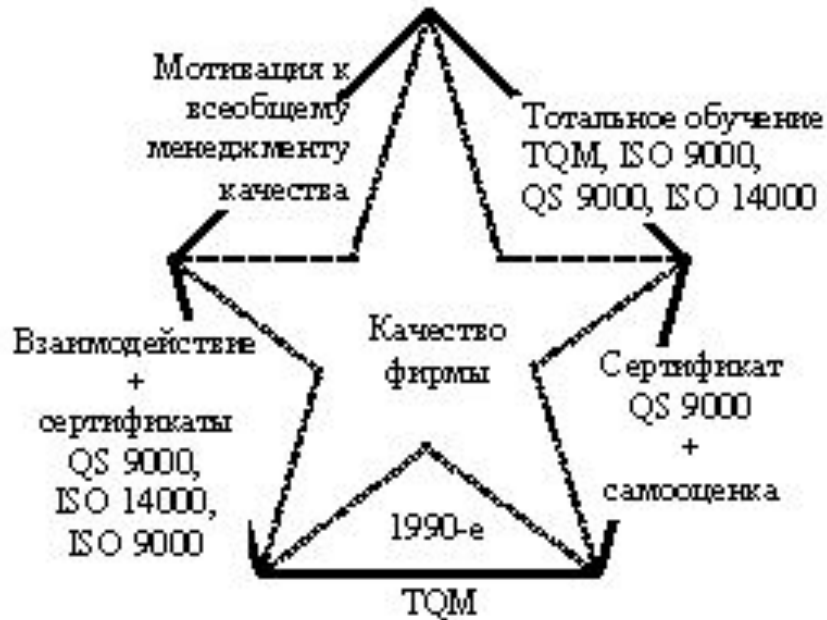 Мотивация к
всеобщему
менеджменту
качества
Тотальное обучение
TQM, ISO 9000,
QS 9000, ISO 14000
Взаимодействие
+
сертификаты
QS 9000,
ISO 14000,
ISO 9000
Качество
фирмы
Сертификат
QS 9000
+
самооценка
1990-е
TQM